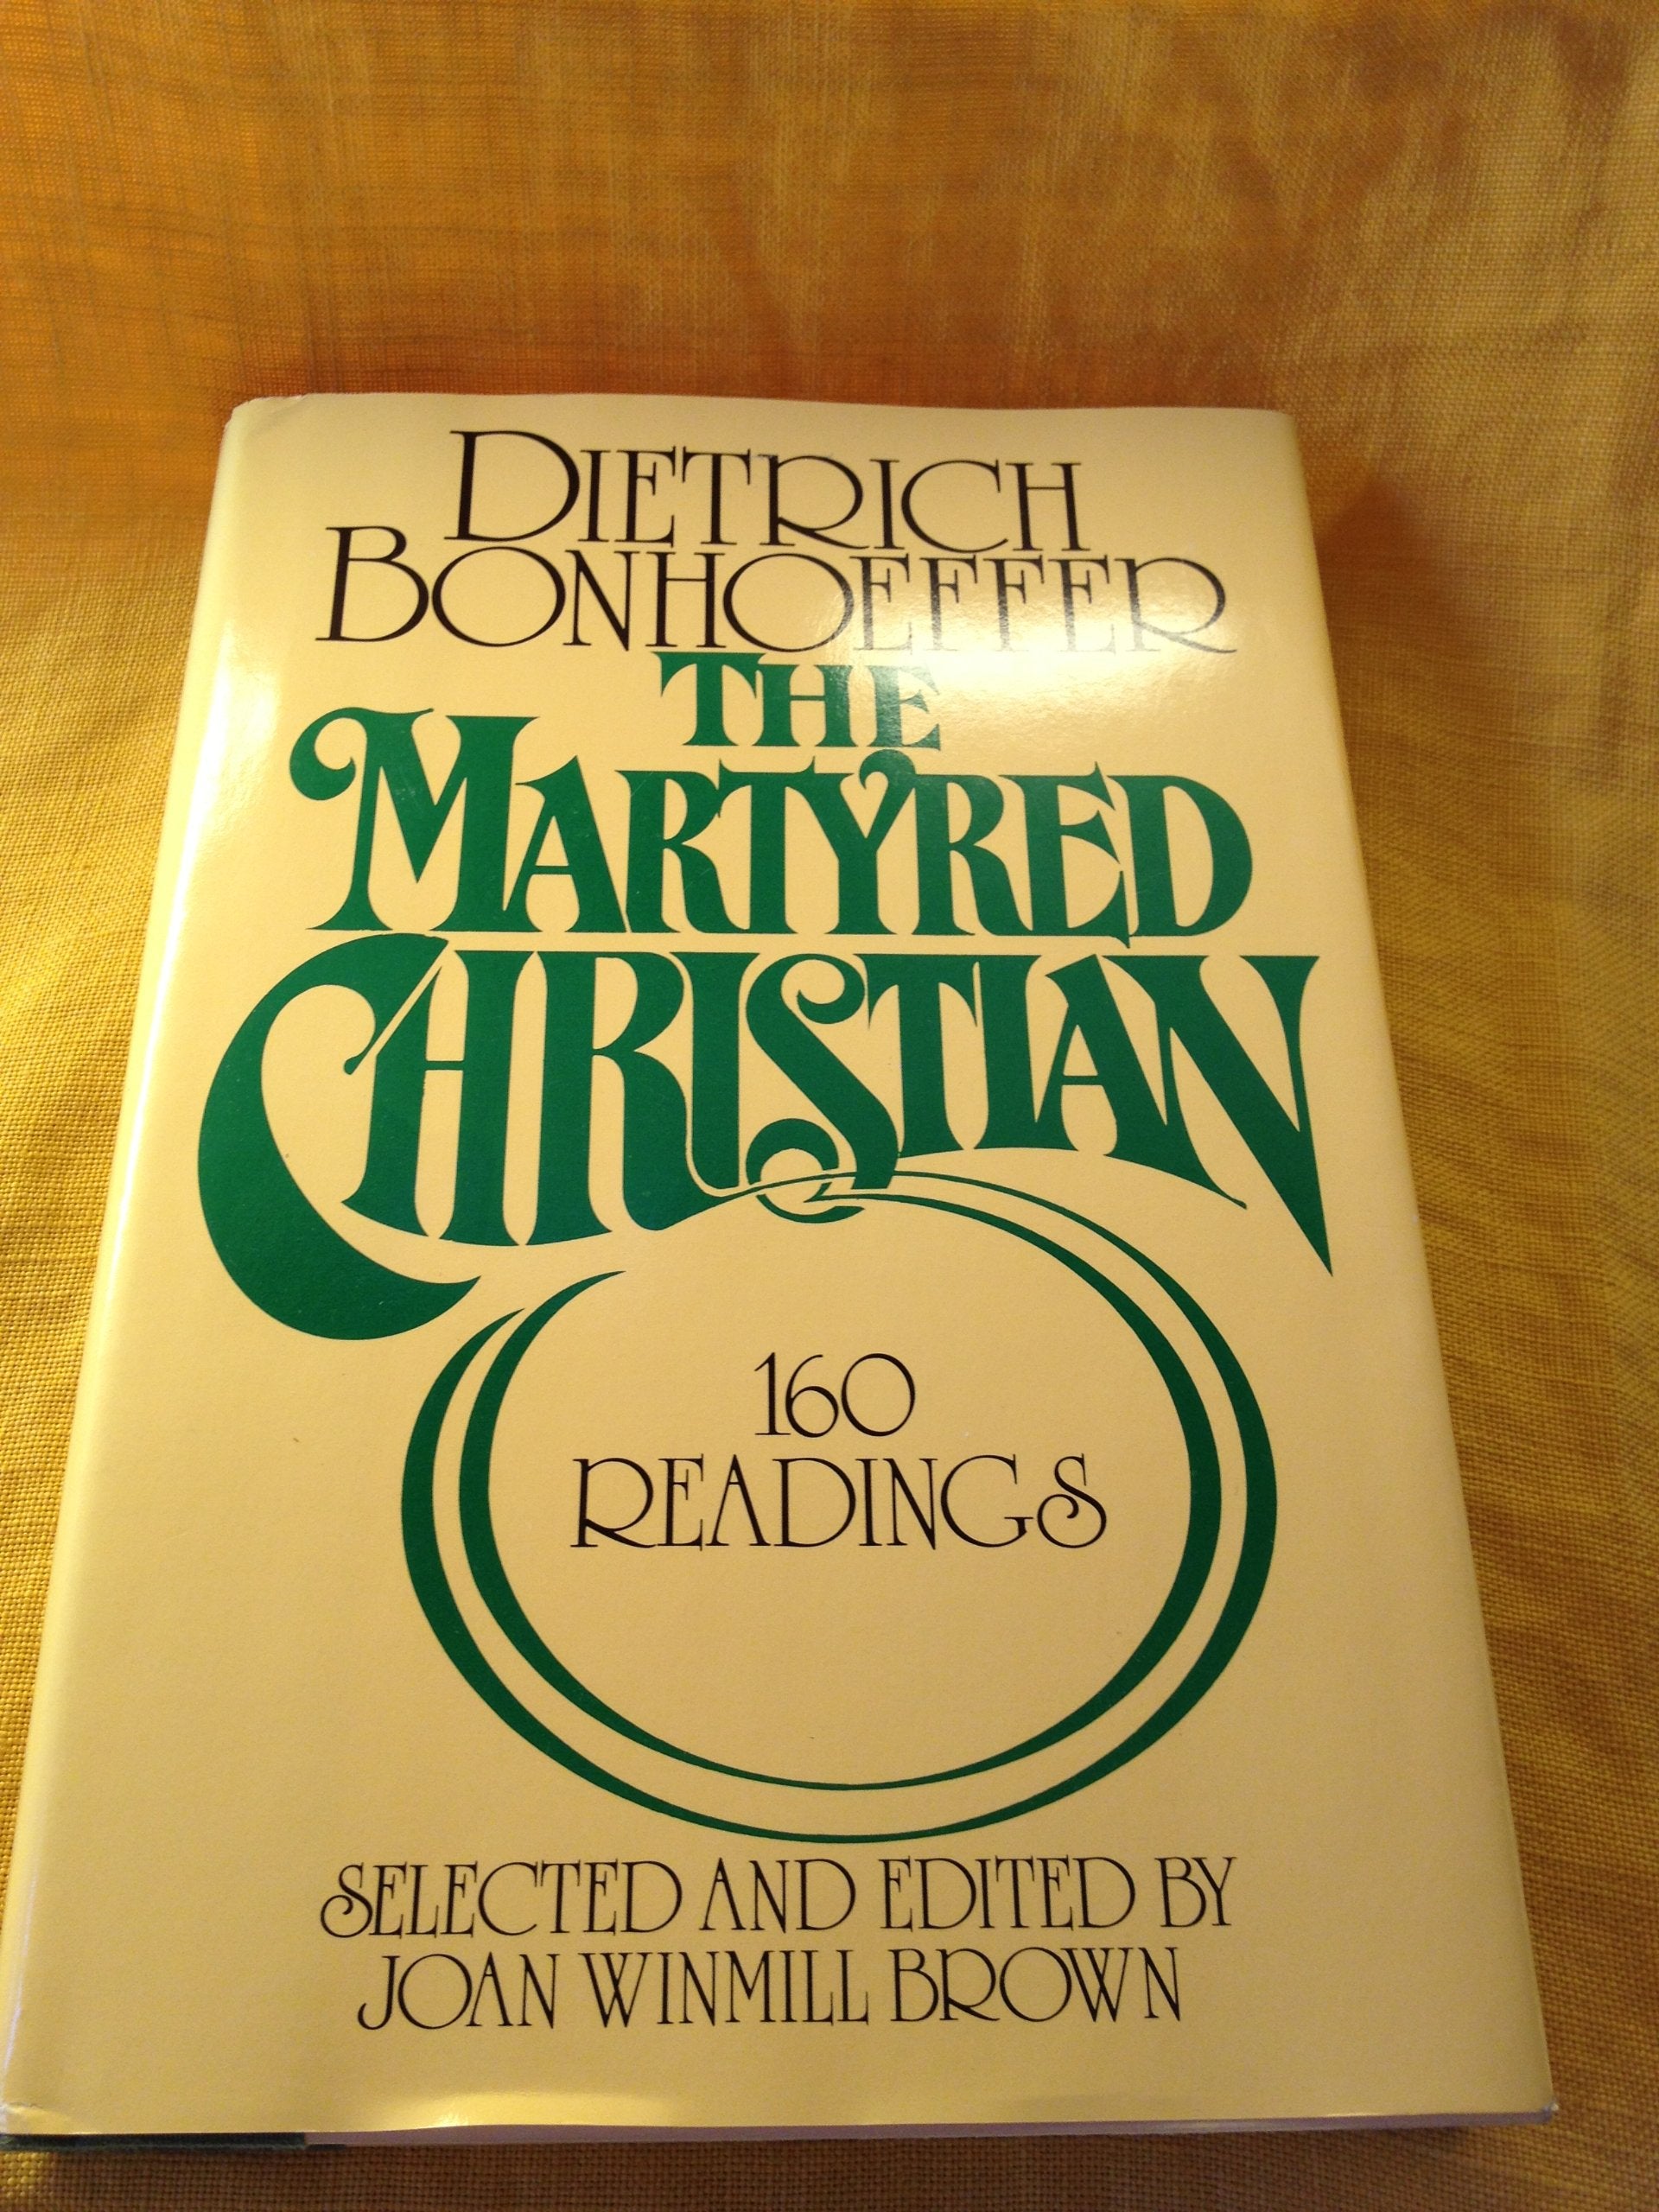 DIETRICH
BONHOEFFER
THE
MARTYRED
CHRISTIAN
160
READINGS
SELECTED AND EDITED BY
JOAN WINMILL BROWN